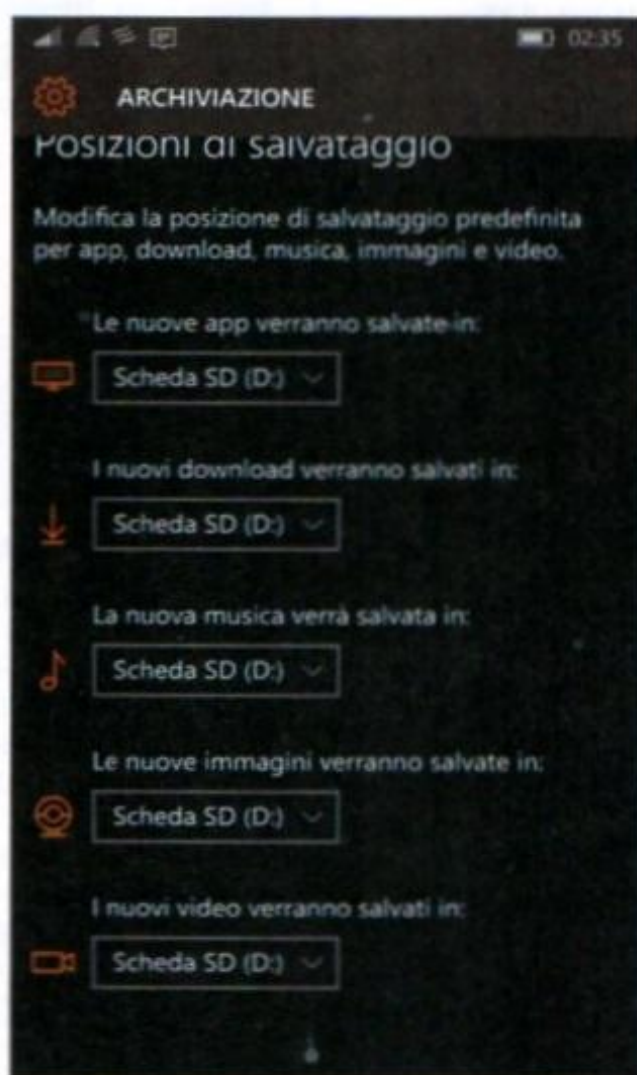 02:35
ARCHIVIAZIONE
Posizioni di salvataggio
Modifica la posizione di salvataggio predefinita
per app, download, musica, immagini e video.
Le nuove app verranno salvate in:
Scheda SD (D:)
I nuovi download verranno salvati in:
Scheda SD (D:)
La nuova musica verrà salvata in:
Scheda SD (D:)
Le nuove immagini verranno salvate in:
Scheda SD (D:)
I nuovi video verranno salvati in:
Scheda SD (D:)